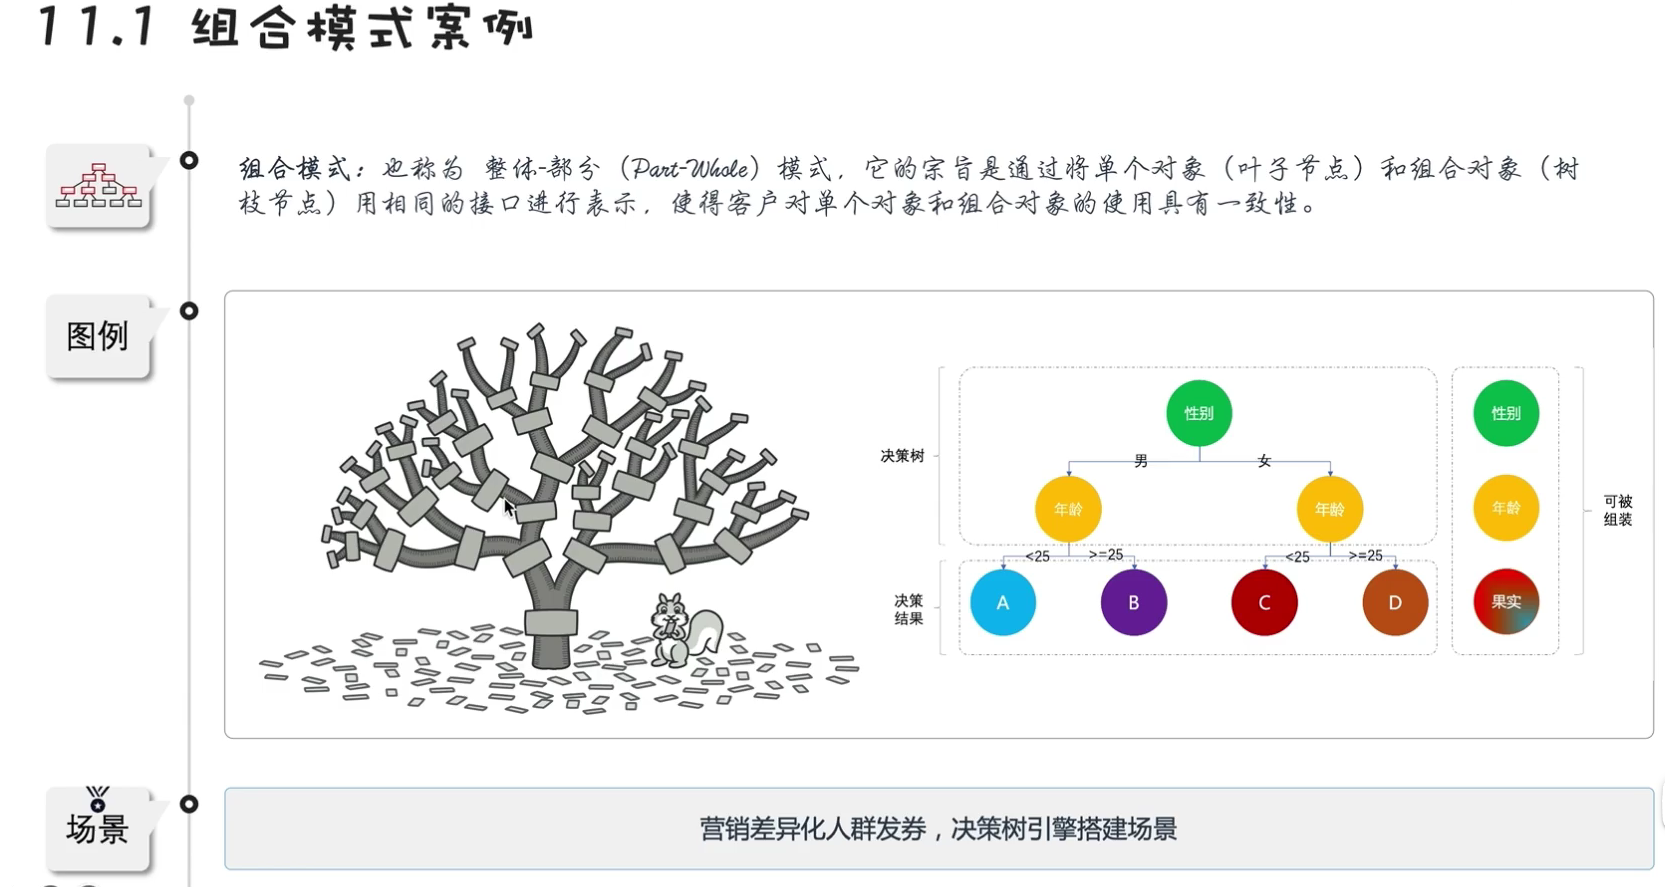 11.1 组合模式案例
组合模式：也称为 整体-部分（Part-Whole）模式，它的宗旨是通过将单个对象（叶子节点）和组合对象（树
枝节点）用相同的接口进行表示，使得客户对单个对象和组合对象的使用具有一致性。
图例
决策树
性别
男
女
年龄
年龄
<25
>=25
<25
>=25
决策
结果
A
B
C
D
性别
年龄
果实
可被
组装
场景
营销差异化人群发券，决策树引擎搭建场景